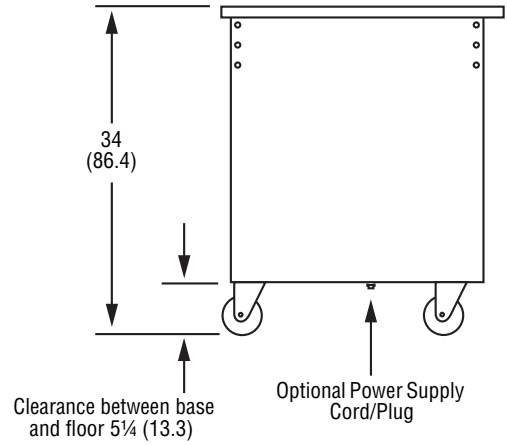 34
(86.4)
Clearance between base
and floor 5¼ (13.3)
Optional Power Supply
Cord/Plug